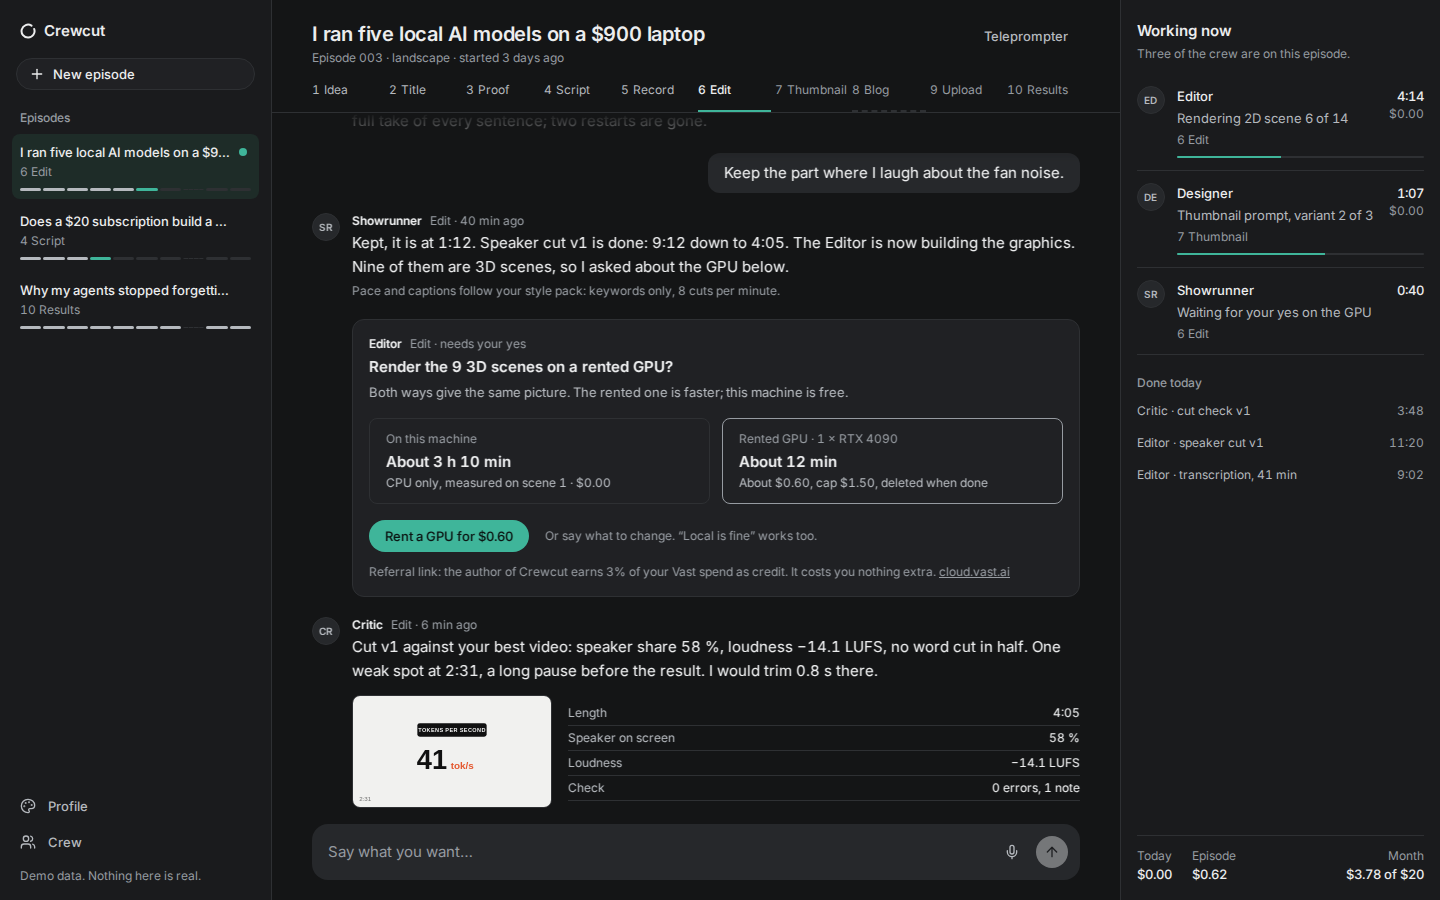 Crewcut
New episode
Episodes
I ran five local AI models on a $9...
6 Edit
Does a $20 subscription build a ...
4 Script
Why my agents stopped forgetti...
10 Results
Profile
Crew
Demo data. Nothing here is real.
I ran five local AI models on a $900 laptop
Episode 003 · landscape · started 3 days ago
Teleprompter
1 Idea
2 Title
3 Proof
4 Script
5 Record
6 Edit
7 Thumbnail
8 Blog
9 Upload
10 Results
full take of every sentence; two restarts are gone.
Keep the part where I laugh about the fan noise.
SR
Showrunner Edit · 40 min ago
Kept, it is at 1:12. Speaker cut v1 is done: 9:12 down to 4:05. The Editor is now building the graphics.
Nine of them are 3D scenes, so I asked about the GPU below.
Pace and captions follow your style pack: keywords only, 8 cuts per minute.
Editor Edit · needs your yes
Render the 9 3D scenes on a rented GPU?
Both ways give the same picture. The rented one is faster; this machine is free.
On this machine
About 3 h 10 min
CPU only, measured on scene 1 · $0.00
Rented GPU · 1 × RTX 4090
About 12 min
About $0.60, cap $1.50, deleted when done
Rent a GPU for $0.60
Or say what to change. “Local is fine” works too.
Referral link: the author of Crewcut earns 3% of your Vast spend as credit. It costs you nothing extra. cloud.vast.ai
CR
Critic Edit · 6 min ago
Cut v1 against your best video: speaker share 58 %, loudness −14.1 LUFS, no word cut in half. One
weak spot at 2:31, a long pause before the result. I would trim 0.8 s there.
TOKENS PER SECOND
41 tok/s
2:31
Length 4:05
Speaker on screen 58 %
Loudness −14.1 LUFS
Check 0 errors, 1 note
Say what you want...
Working now
Three of the crew are on this episode.
ED
Editor 4:14
Rendering 2D scene 6 of 14 $0.00
6 Edit
DE
Designer 1:07
Thumbnail prompt, variant 2 of 3 $0.00
7 Thumbnail
SR
Showrunner 0:40
Waiting for your yes on the GPU
6 Edit
Done today
Critic · cut check v1 3:48
Editor · speaker cut v1 11:20
Editor · transcription, 41 min 9:02
Today Episode Month
$0.00 $0.62 $3.78 of $20